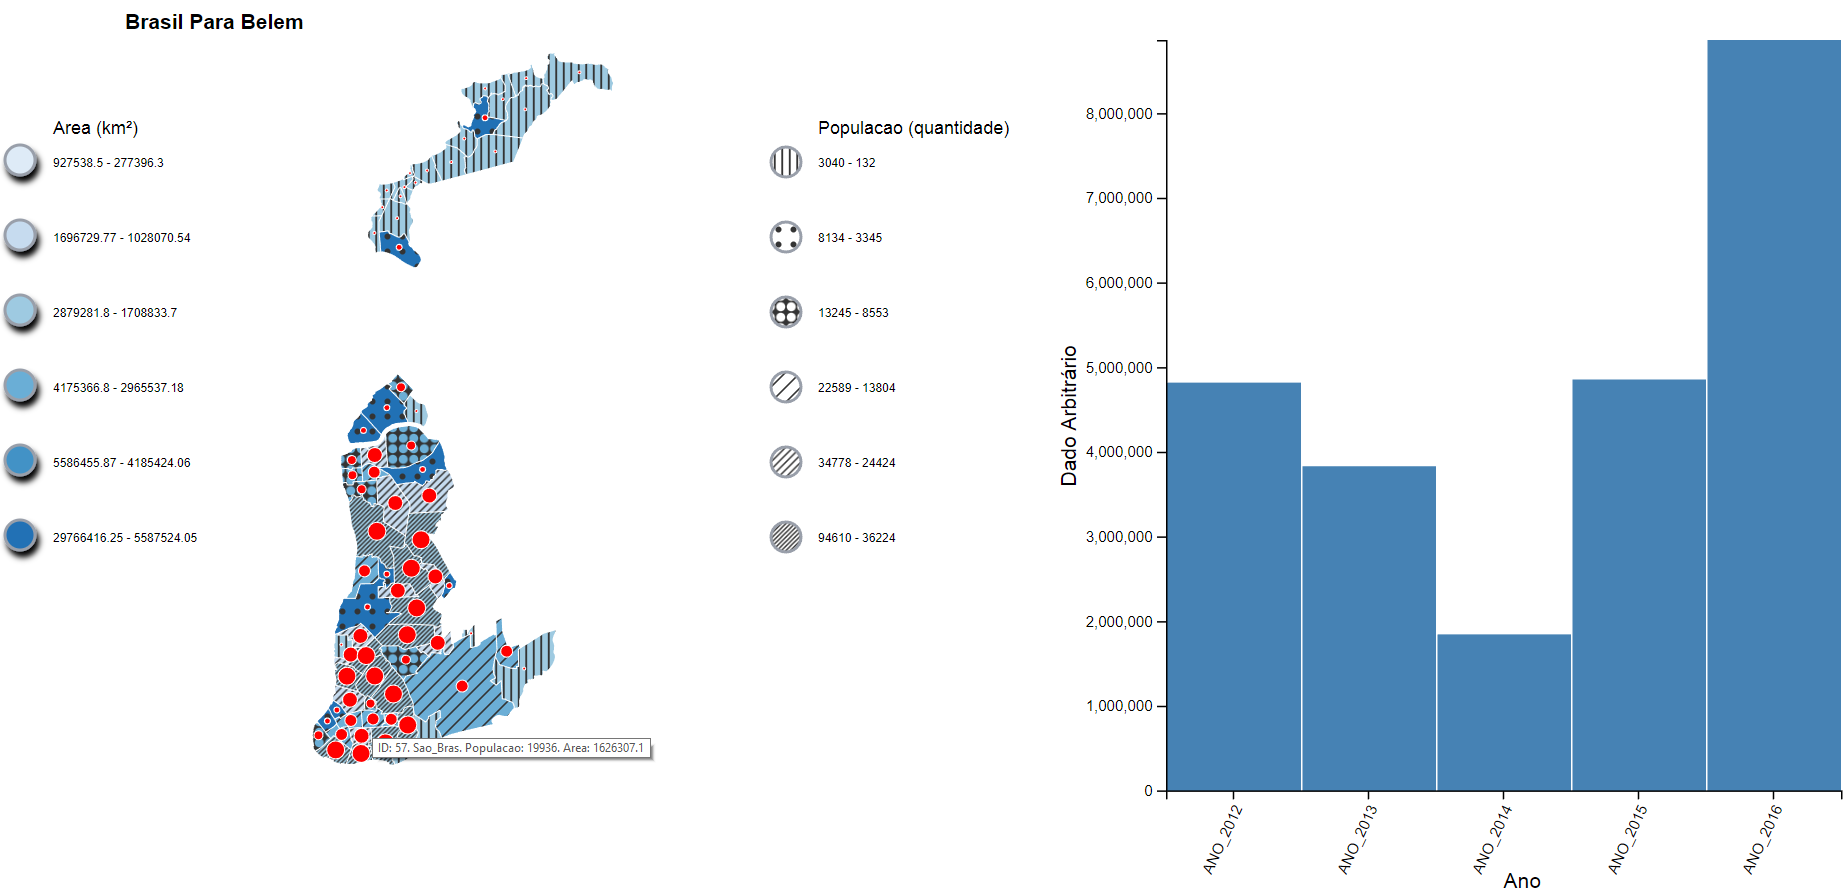 Brasil Para Belem
Area (km²)
927538.5 - 277396.3
1696729.77 - 1028070.54
2879281.8 - 1708833.7
4175366.8 - 2965537.18
5586455.87 - 4185424.06
29766416.25 - 5587524.05
ID: 57. Sao_Bras. Populacao: 19936. Area: 1626307.1
Populacao (quantidade)
3040 - 132
8134 - 3345
13245 - 8553
22589 - 13804
34778 - 24424
94610 - 36224
Dado Arbitrário
8,000,000
7,000,000
6,000,000
5,000,000
4,000,000
3,000,000
2,000,000
1,000,000
0
ANO_2012
ANO_2013
ANO_2014
ANO_2015
ANO_2016
Ano